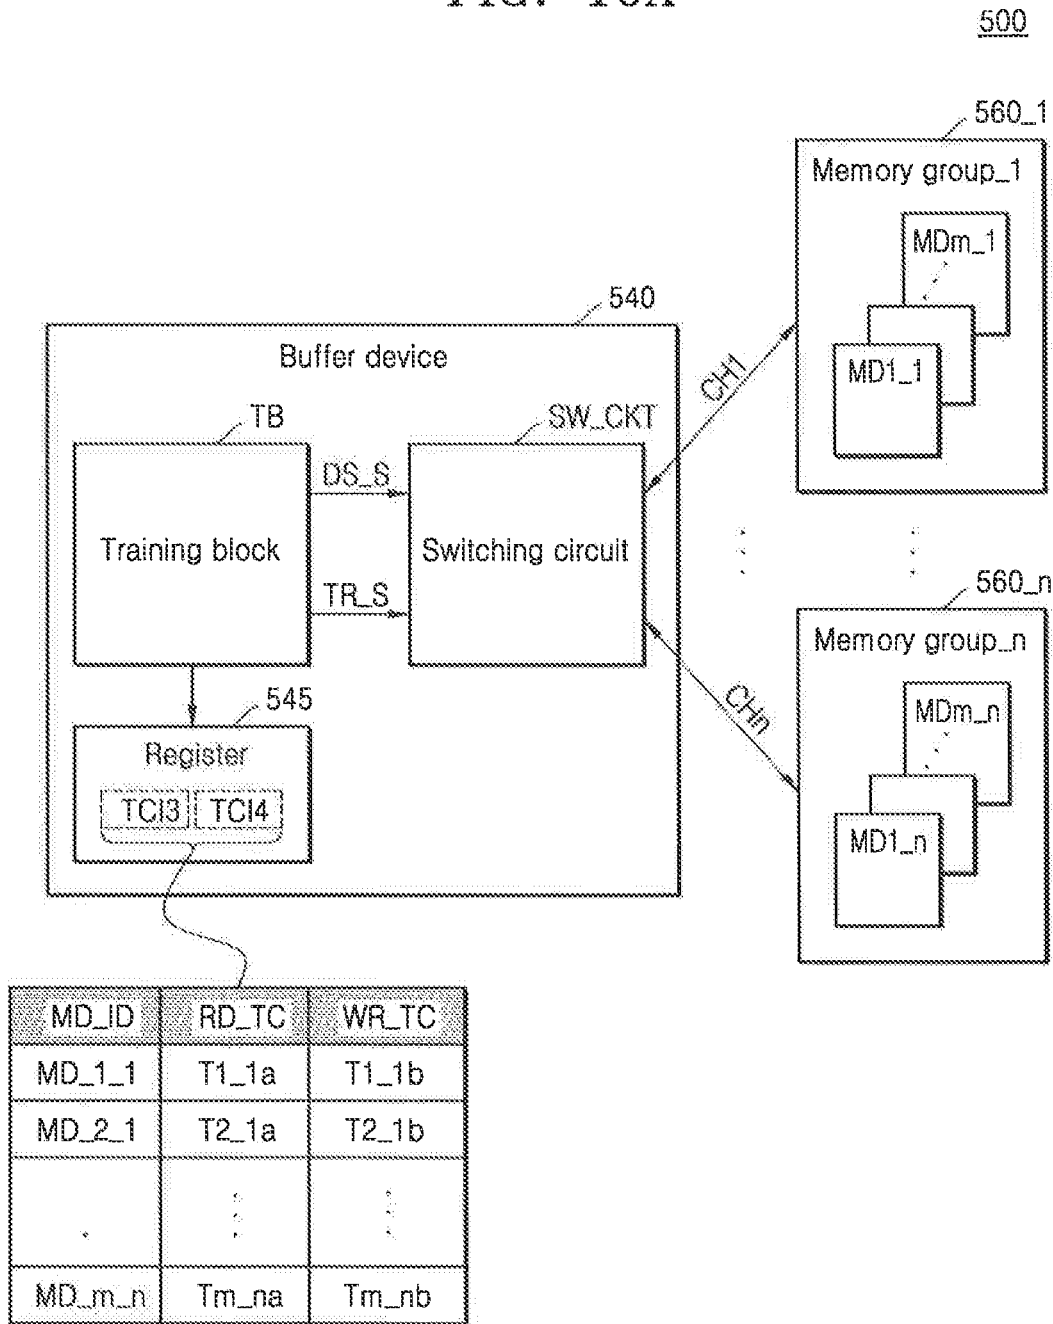 500
560_1
Memory group_1
MDm_1
MD1_1
540
Buffer device
CH1
TB
SW_CKT
DS_S
Training block
Switching circuit
TR_S
560_n
Memory group_n
CHn
MDm_n
MD1_n
545
Register
TCI3 TCI4
MD_ID RD_TC WR_TC
MD_1_1 T1_1a T1_1b
MD_2_1 T2_1a T2_1b
MD_m_n Tm_na Tm_nb